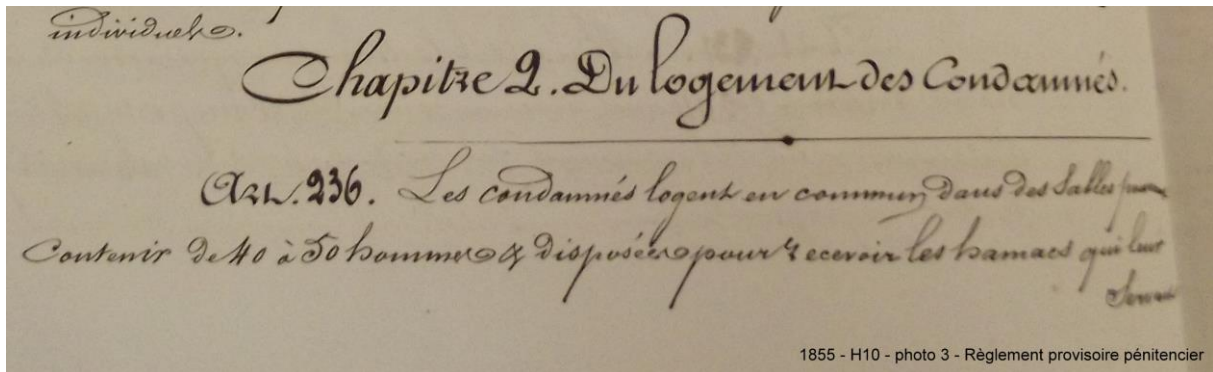 individuels.
Chapitre 2. Du logement des Condamnés.
Art. 236. Les condamnés logent en commun, dans des Salles pouvant
Contenir de 40 à 50 hommes & disposées pour recevoir les hamacs qui leur
Servent
1855 - H10 - photo 3 - Règlement provisoire pénitencier